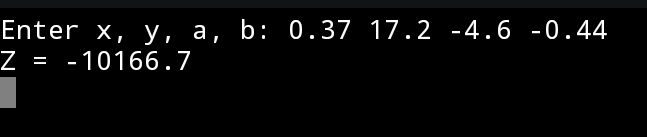 Enter x, y, a, b: 0.37 17.2 -4.6 -0.44
Z = -10166.7